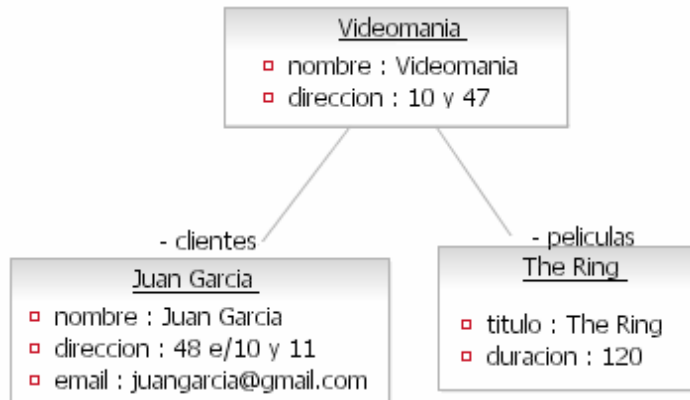 Videomania
nombre : Videomania
direccion : 10 y 47
- clientes
- peliculas
Juan Garcia
nombre : Juan Garcia
direccion : 48 e/10 y 11
email : juangarcia@gmail.com
The Ring
titulo : The Ring
duracion : 120